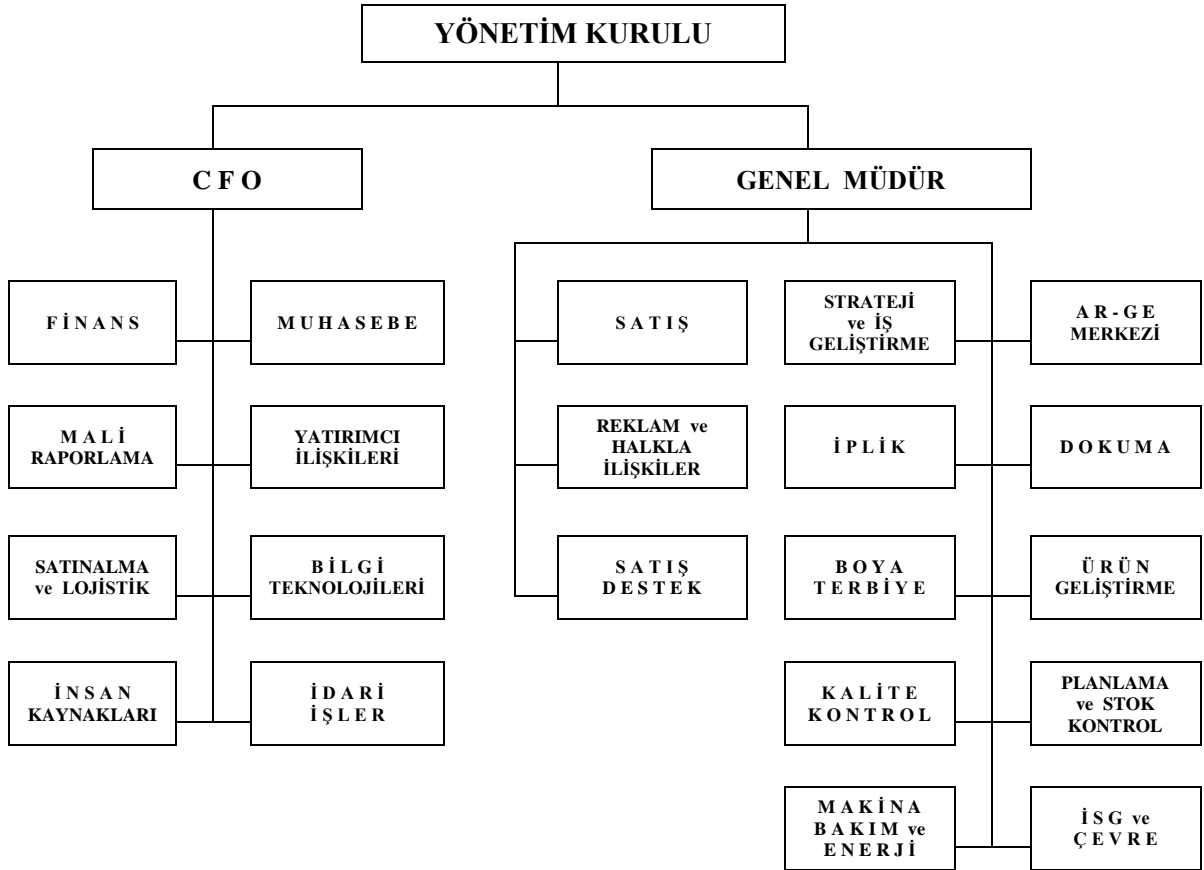 YÖNETİM KURULU
C F O
GENEL MÜDÜR
F İ N A N S
M U H A S E B E
S A T I Ş
STRATEJİ
ve İŞ
GELİŞTİRME
A R - G E
MERKEZİ
M A L İ
RAPORLAMA
YATIRIMCI
İLİŞKİLERİ
REKLAM ve
HALKLA
İLİŞKİLER
İ P L İ K
D O K U M A
SATINALMA
ve LOJİSTİK
B İ L G İ
TEKNOLOJİLERİ
S A T I Ş
D E S T E K
B O Y A
T E R B İ Y E
Ü R Ü N
GELİŞTİRME
İ N S A N
KAYNAKLARI
İ D A R İ
İ Ş L E R
K A L İ T E
K O N T R O L
PLANLAMA
ve STOK
KONTROL
M A K İ N A
B A K I M ve
E N E R J İ
İ S G ve
Ç E V R E